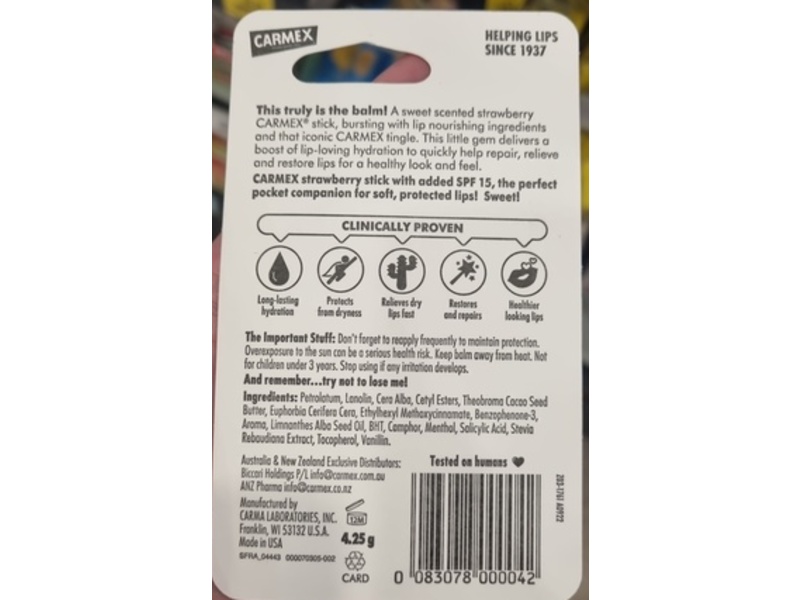 CARMEX
HELPING LIPS
SINCE 1937
This truly is the balm! A sweet scented strawberry
CARMEX® stick, bursting with lip nourishing ingredients
and that iconic CARMEX tingle. This little gem delivers a
boost of lip-loving hydration to quickly help repair, relieve
and restore lips for a healthy look and feel.
CARMEX strawberry stick with added SPF 15, the perfect
pocket companion for soft, protected lips! Sweet!
CLINICALLY PROVEN
Long-lasting
hydration
Protects
from dryness
Relieves dry
lips fast
Restores
and repairs
Healthier
looking lips
The Important Stuff: Don't forget to reapply frequently to maintain protection.
Overexposure to the sun can be a serious health risk. Keep balm away from heat. Not
for children under 3 years. Stop using if any irritation develops.
And remember...try not to lose me!
Ingredients: Petrolatum, Lanolin, Cera Alba, Cetyl Esters, Theobroma Cacao Seed
Butter, Euphorbia Cerifera Cera, Ethylhexyl Methoxycinnamate, Benzophenone-3,
Aroma, Limnanthes Alba Seed Oil, BHT, Camphor, Menthol, Salicylic Acid, Stevia
Rebaudiana Extract, Tocopherol, Vanillin.
Australia & New Zealand Exclusive Distributors:
Biccari Holdings P/L info@carmex.com.au
ANZ Pharma info@carmex.co.nz
Manufactured by
CARMA LABORATORIES, INC.
Franklin, WI 53132 U.S.A.
Made in USA
SFRA_04443 000070305-002
12M
4.25g
CARD
Tested on humans
0 083078 000042